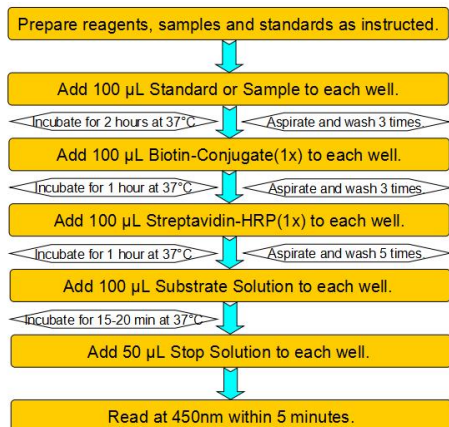 Prepare reagents, samples and standards as instructed.
Add 100 µL Standard or Sample to each well.
Incubate for 2 hours at 37°C
Aspirate and wash 3 times.
Add 100 µL Biotin-Conjugate(1x) to each well.
Incubate for 1 hour at 37°C
Aspirate and wash 3 times.
Add 100 µL Streptavidin-HRP(1x) to each well.
Incubate for 1 hour at 37°C
Aspirate and wash 5 times.
Add 100 µL Substrate Solution to each well.
Incubate for 15-20 min at 37°C
Add 50 µL Stop Solution to each well.
Read at 450nm within 5 minutes.